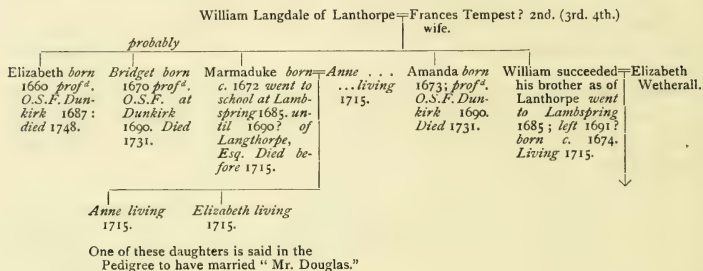 William Langdale of Lanthorpe=Frances Tempest? 2nd. (3rd. 4th.)
wife.
probably
Elizabeth born
1660 profd.
O.S.F. Dun-
kirk 1687:
died 1748.
Bridget born
1670 profd.
O.S.F. at
Dunkirk
1690. Died
1731.
Marmaduke born
c. 1672 went to
school at Lamb-
spring 1685. un-
til 1690? of
Langthorpe,
Esq. Died be-
fore 1715.
=Anne . . .
. . . living
1715.
Amanda born
1673; profd.
O.S.F. Dun-
kirk 1690.
Died 1731.
William succeeded
his brother as of
Lanthorpe went
to Lambspring
1685; left 1691?
born c. 1674.
Living 1715.
=Elizabeth
Wetherall.
Anne living
1715.
Elizabeth living
1715.
One of these daughters is said in the
Pedigree to have married "Mr. Douglas."